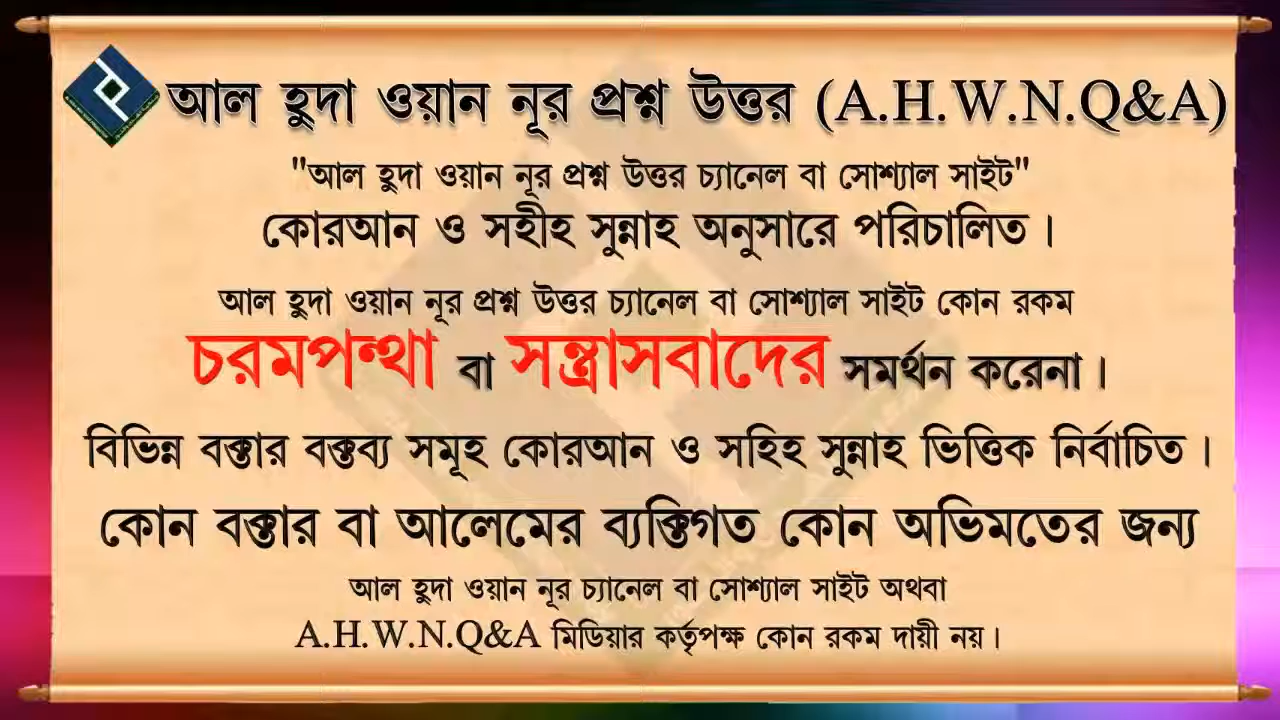 আল হুদা ওয়ান নূর প্রশ্ন উত্তর (A.H.W.N.Q&A)
"আল হুদা ওয়ান নূর প্রশ্ন উত্তর চ্যানেল বা সোশ্যাল সাইট"
কোরআন ও সহীহ সুন্নাহ অনুসারে পরিচালিত।
আল হুদা ওয়ান নূর প্রশ্ন উত্তর চ্যানেল বা সোশ্যাল সাইট কোন রকম
চরমপন্থা বা সন্ত্রাসবাদের সমর্থন করেনা।
বিভিন্ন বক্তার বক্তব্য সমূহ কোরআন ও সহিহ সুন্নাহ ভিত্তিক নির্বাচিত।
কোন বক্তার বা আলেমের ব্যক্তিগত কোন অভিমতের জন্য
আল হুদা ওয়ান নূর চ্যানেল বা সোশ্যাল সাইট অথবা
A.H.W.N.Q&A মিডিয়ার কর্তৃপক্ষ কোন রকম দায়ী নয়।